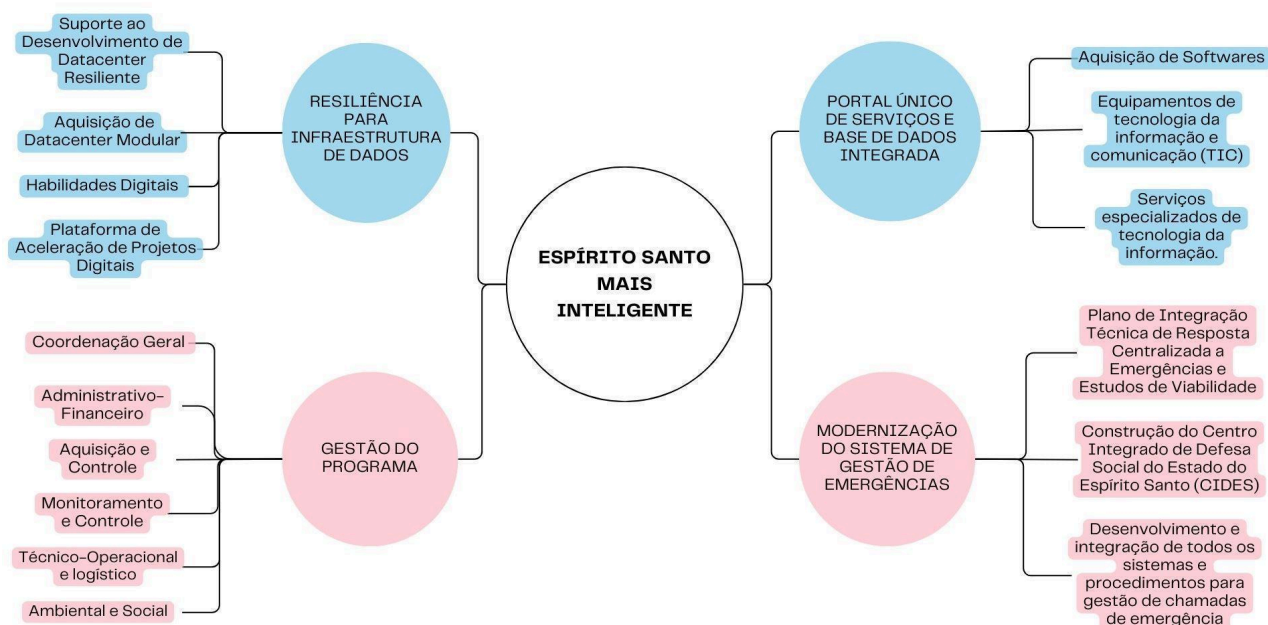 Suporte ao
Desenvolvimento de
Datacenter
Resiliente
Aquisição de
Datacenter Modular
Habilidades Digitais
Plataforma de
Aceleração de Projetos
Digitais
RESILIÊNCIA
PARA
INFRAESTRUTURA
DE DADOS
PORTAL ÚNICO
DE SERVIÇOS E
BASE DE DADOS
INTEGRADA
Aquisição de Softwares
Equipamentos de
tecnologia da
informação e
comunicação (TIC)
Serviços
especializados de
tecnologia da
informação.
ESPÍRITO SANTO
MAIS
INTELIGENTE
Coordenação Geral
Administrativo-
Financeiro
Aquisição e
Controle
Monitoramento
e Controle
Técnico-Operacional
e logístico
Ambiental e Social
GESTÃO DO
PROGRAMA
MODERNIZAÇÃO
DO SISTEMA DE
GESTÃO DE
EMERGÊNCIAS
Plano de Integração
Técnica de Resposta
Centralizada a
Emergências e
Estudos de Viabilidade
Construção do Centro
Integrado de Defesa
Social do Estado do
Espírito Santo (CIDES)
Desenvolvimento e
integração de todos os
sistemas e
procedimentos para
gestão de chamadas
de emergência